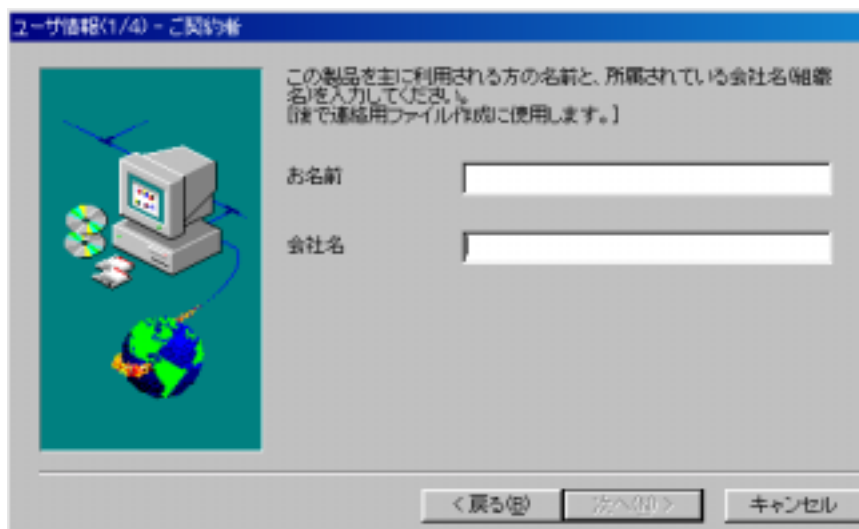 ユーザ情報(1/4) - ご契約者
この製品を主に利用される方の名前と、所属されている会社名(組織
名)を入力してください。
[後で連絡用ファイル作成に使用します。]
お名前
会社名
< 戻る(B)
次へ(N) >
キャンセル